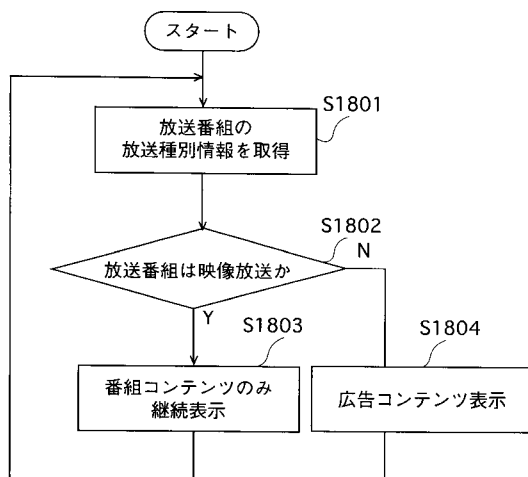 スタート
S1801
放送番組の
放送種別情報を取得
S1802
放送番組は映像放送か
N
Y
S1803
番組コンテンツのみ
継続表示
S1804
広告コンテンツ表示